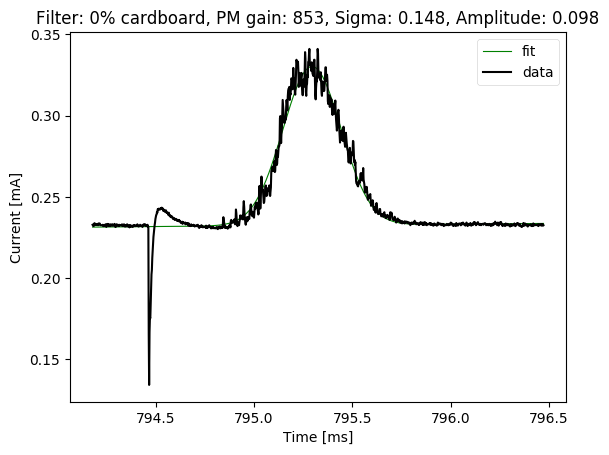 Filter: 0% cardboard, PM gain: 853, Sigma: 0.148, Amplitude: 0.098
0.35
fit
data
0.30
0.25
0.20
0.15
Current [mA]
794.5 795.0 795.5 796.0 796.5
Time [ms]